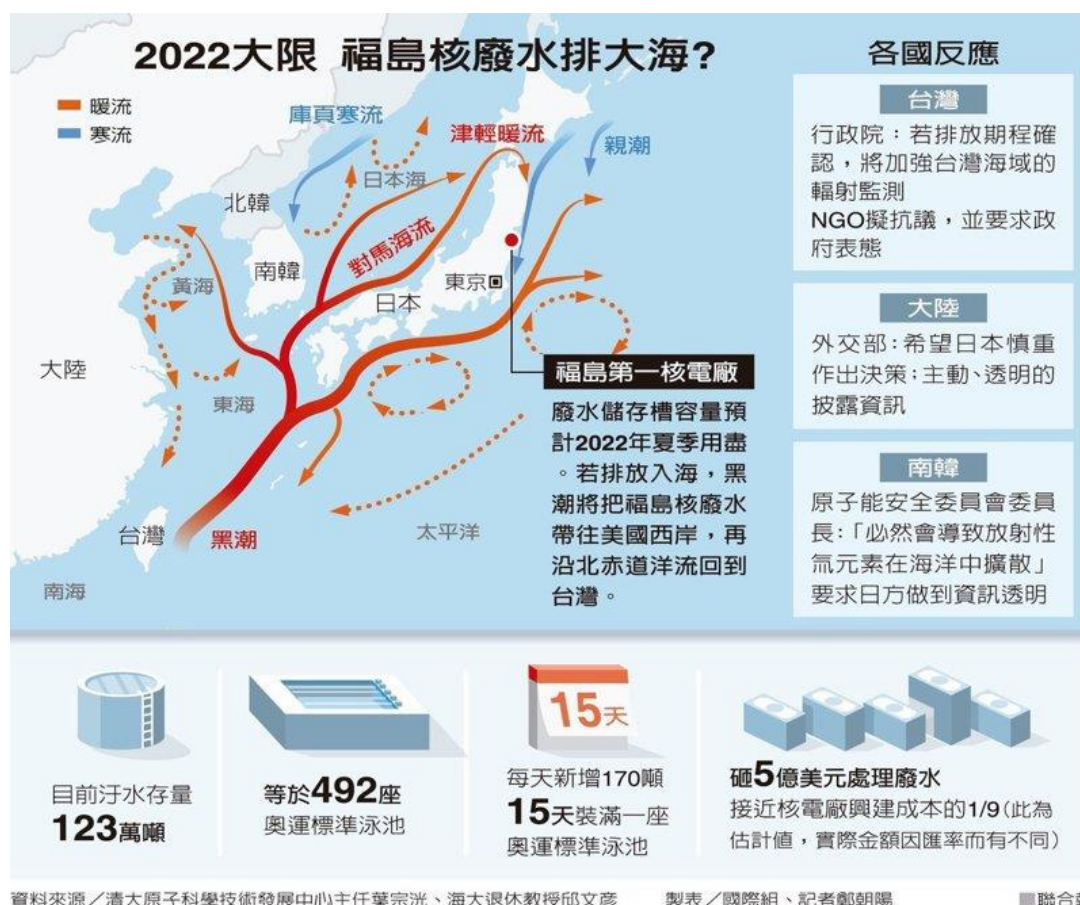 2022大限 福島核廢水排大海?
暖流
寒流
庫頁寒流
津輕暖流
親潮
日本海
北韓
對馬海流
南韓
黃海
東京
日本
大陸
東海
福島第一核電廠
廢水儲存槽容量預
計2022年夏季用盡
。若排放入海，黑
潮將把福島核廢水
帶往美國西岸，再
沿北赤道洋流回到
台灣。
台灣
黑潮
太平洋
南海
各國反應
台灣
行政院：若排放期程確
認，將加強台灣海域的
輻射監測
NGO擬抗議，並要求政
府表態
大陸
外交部：希望日本慎重
作出決策；主動、透明的
披露資訊
南韓
原子能安全委員會委員
長：「必然會導致放射性
氚元素在海洋中擴散」
要求日方做到資訊透明
目前汙水存量
123萬噸
等於492座
奧運標準泳池
15天
每天新增170噸
15天裝滿一座
奧運標準泳池
砸5億美元處理廢水
接近核電廠興建成本的1/9(此為
估計值，實際金額因匯率而有不同)
資料來源／清大原子科學技術發展中心主任葉宗洸、海大退休教授邱文彥
製表／國際組、記者鄭朝陽
■聯合